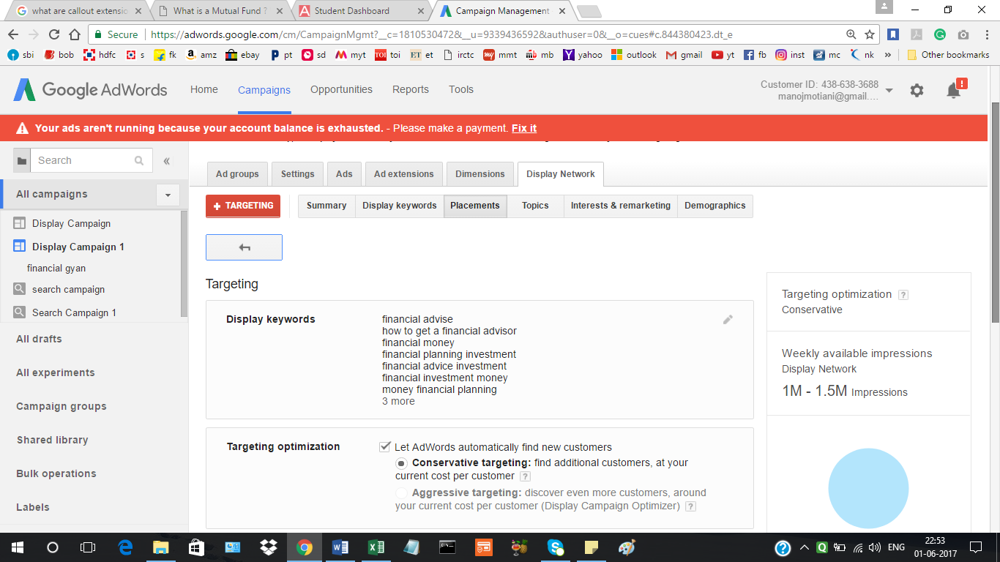 what are callout extensio
What is a Mutual Fund ?
Student Dashboard
Campaign Management
Secure https://adwords.google.com/cm/CampaignMgmt?__c=1810530472&__u=9339436592&authuser=0&__o=cues#c.844380423.dt_e
sbi bob hdfc s fk amz ebay pt sd myt toi et irctc mmt mb yahoo outlook gmail yt fb inst mc nk » Other bookmarks
Google AdWords
Home Campaigns Opportunities Reports Tools
Customer ID: 438-638-3688
manojmotiani@gmail....
Your ads aren't running because your account balance is exhausted. - Please make a payment. Fix it
Search «
Ad groups Settings Ads Ad extensions Dimensions Display Network
All campaigns
+ TARGETING Summary Display keywords Placements Topics Interests & remarketing Demographics
Display Campaign
Display Campaign 1
financial gyan
search campaign
Search Campaign 1
All drafts
All experiments
Campaign groups
Shared library
Bulk operations
Labels
Targeting
Display keywords
financial advise
how to get a financial advisor
financial money
financial planning investment
financial advice investment
financial investment money
money financial planning
3 more
Targeting optimization
Let AdWords automatically find new customers
Conservative targeting: find additional customers, at your
current cost per customer ?
Aggressive targeting: discover even more customers, around
your current cost per customer (Display Campaign Optimizer) ?
Targeting optimization ?
Conservative
Weekly available impressions
Display Network
1M - 1.5M Impressions
ENG
22:53
01-06-2017